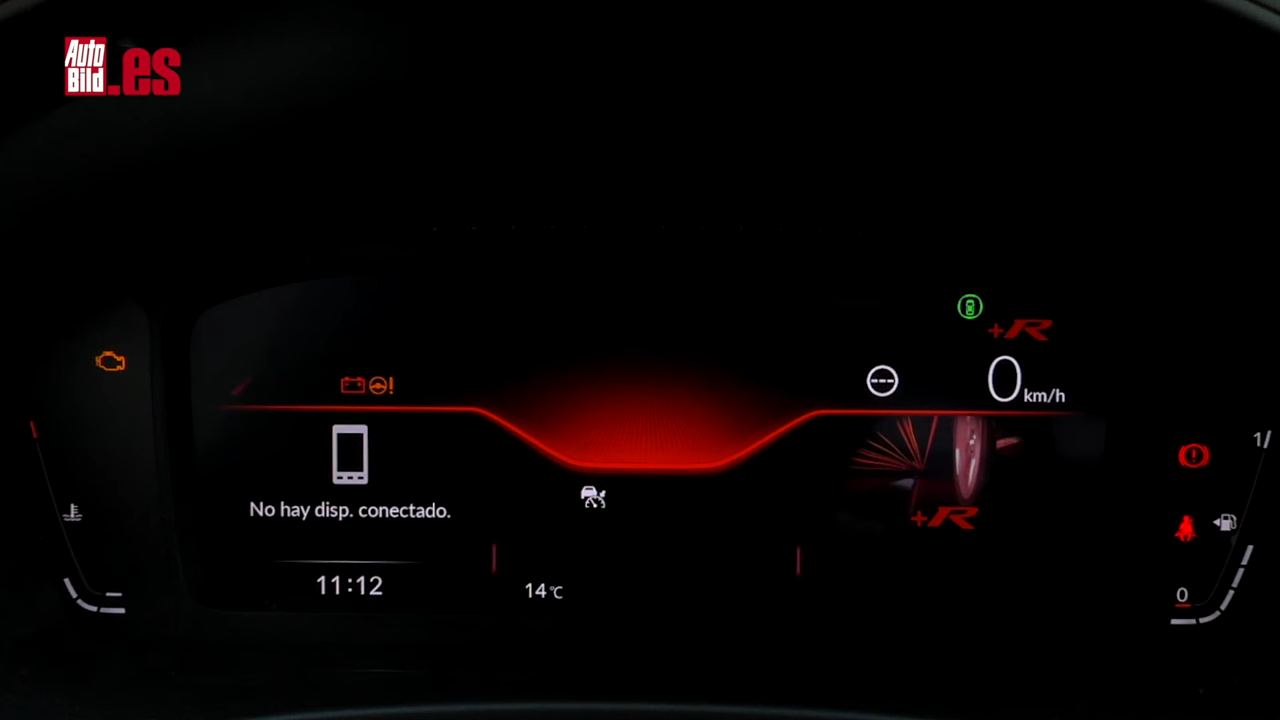 Auto
Bild
.es
+R
---
0 km/h
No hay disp. conectado.
+R
11:12
14°C
1/
0